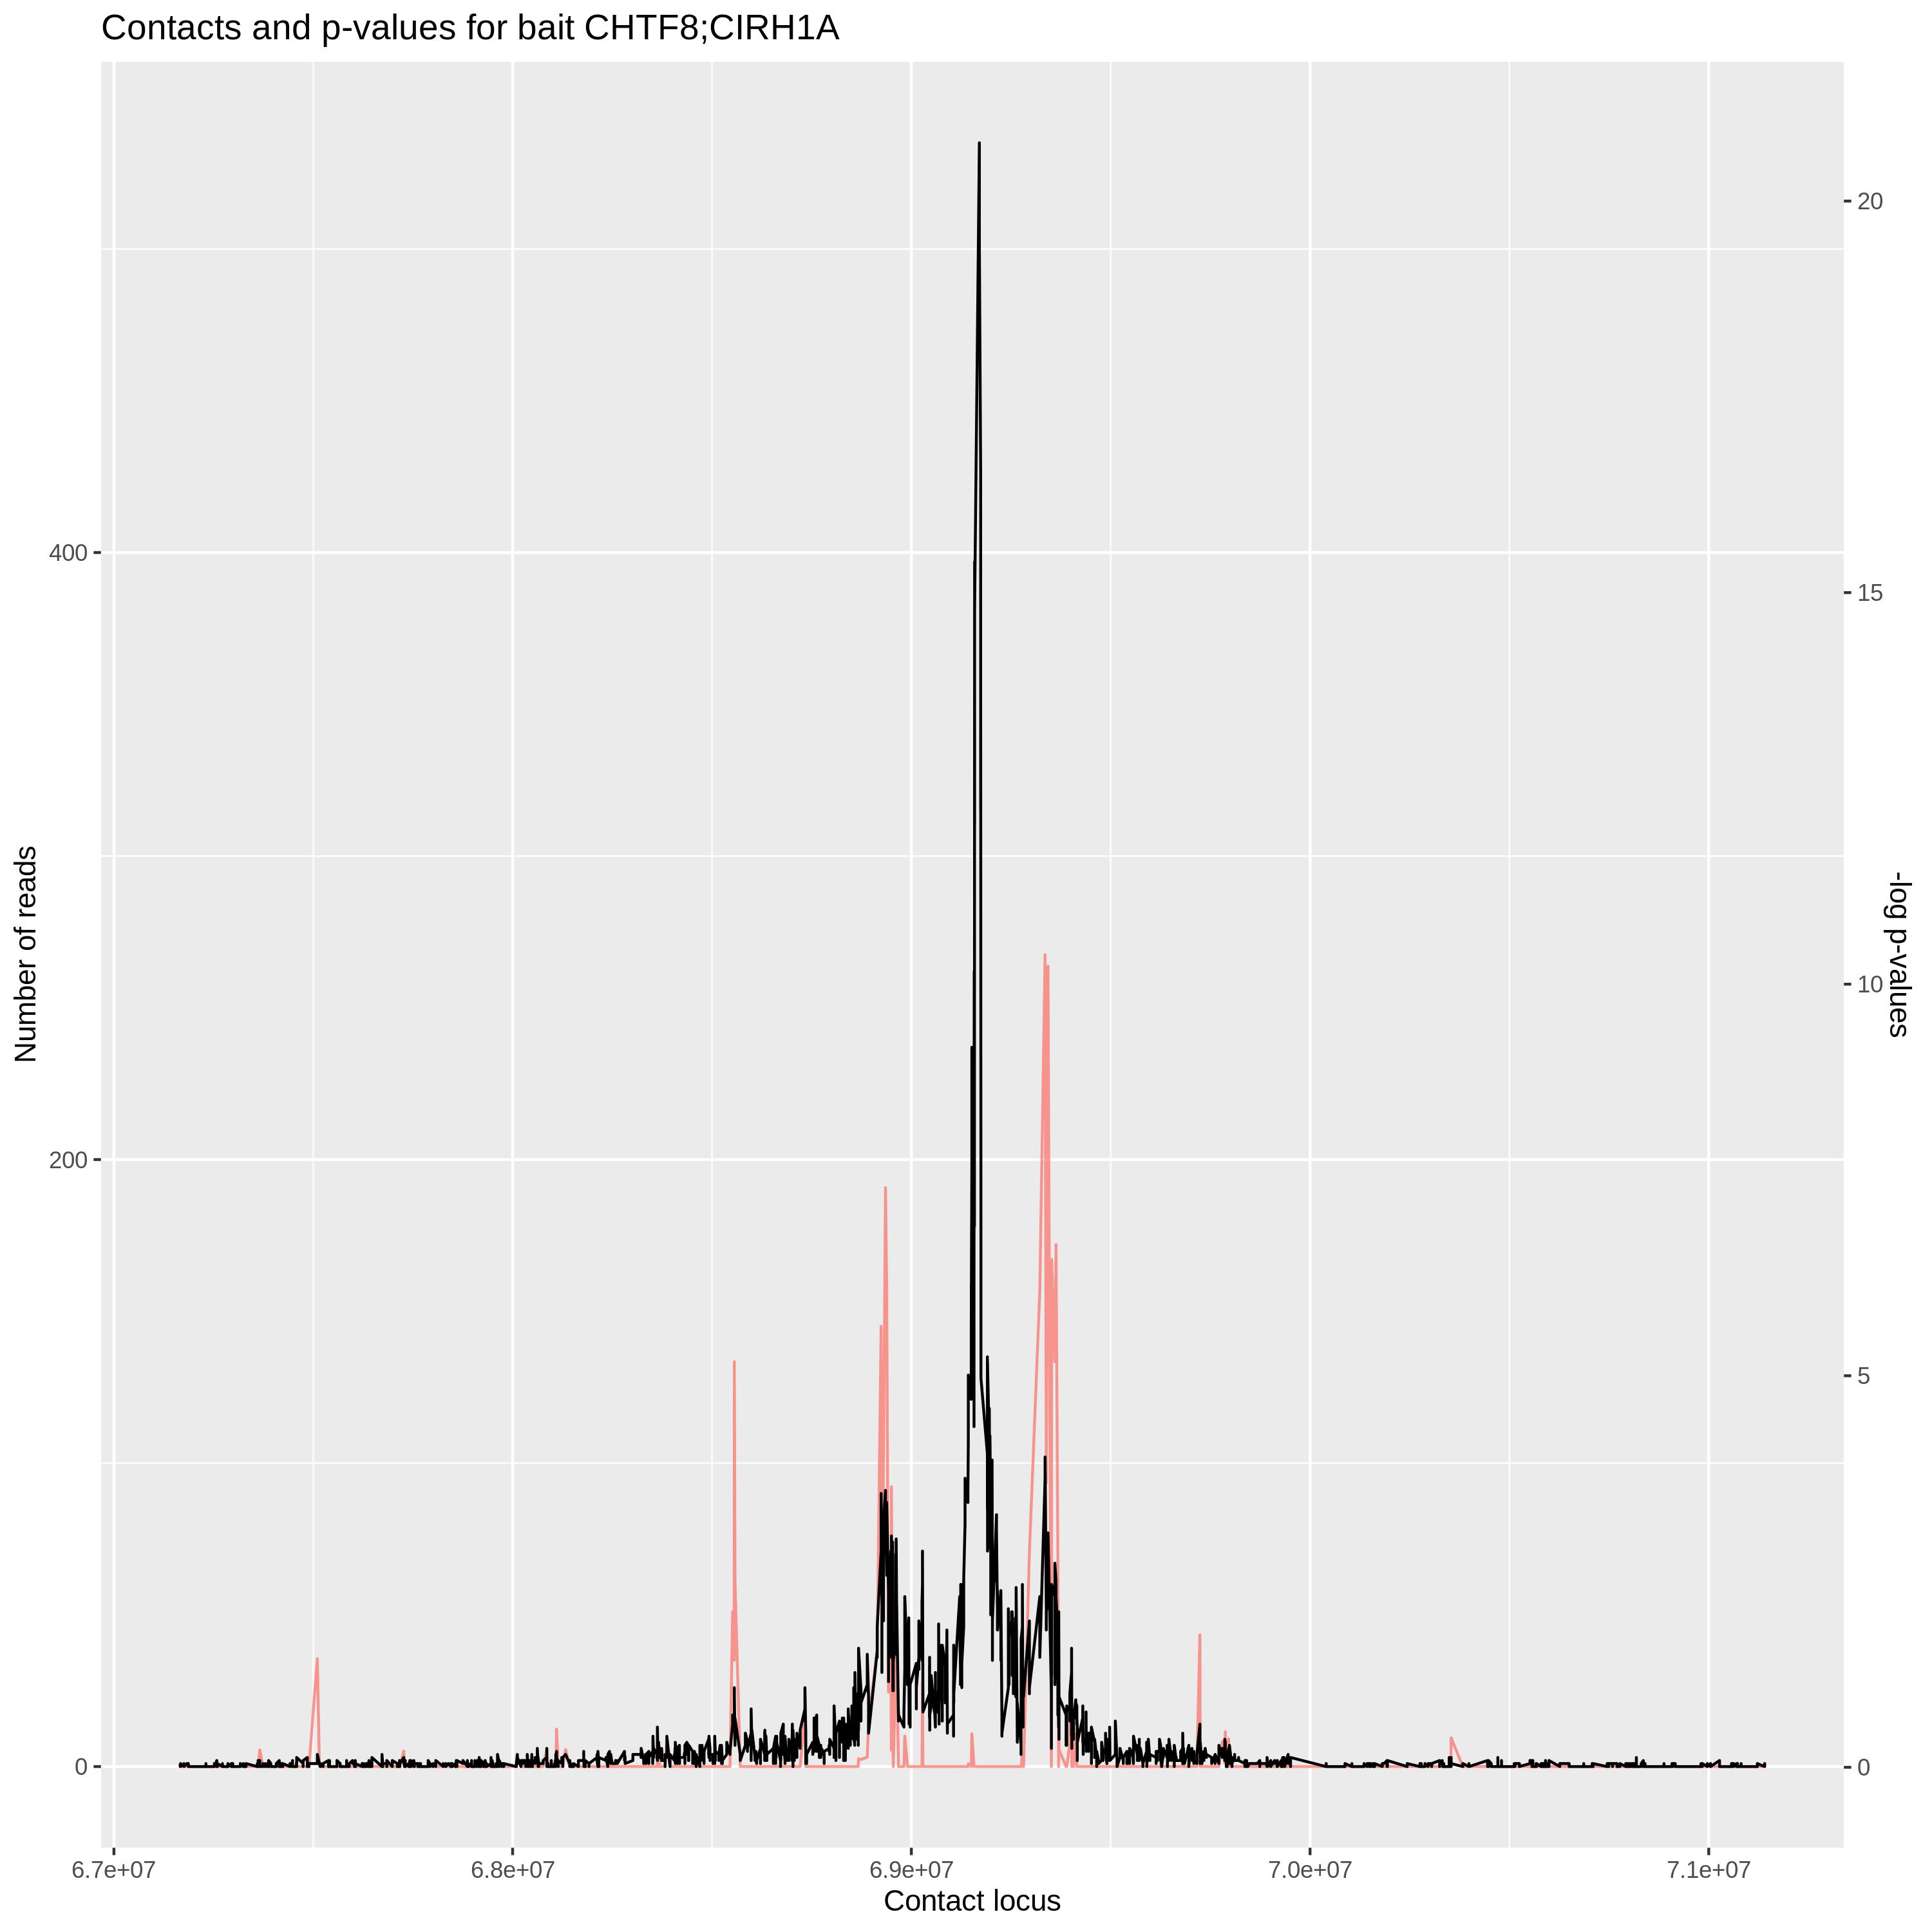 Contacts and p-values for bait CHTF8;CIRH1A
Number of reads
400
200
0
20
15
10
5
0
-log p-values
6.7e+07 6.8e+07 6.9e+07 7.0e+07 7.1e+07
Contact locus